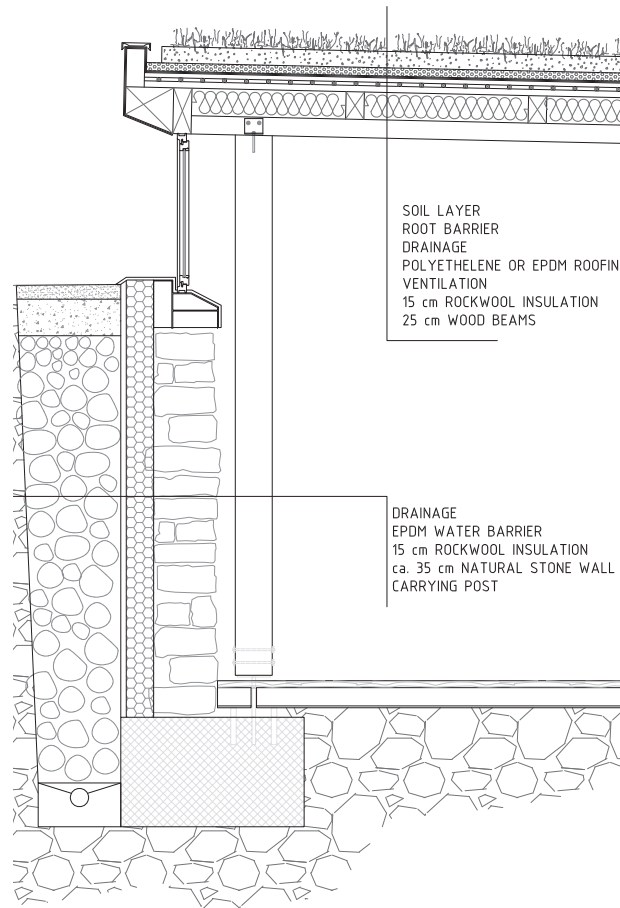 SOIL LAYER
ROOT BARRIER
DRAINAGE
POLYETHELENE OR EPDM ROOFIN
VENTILATION
15 cm ROCKWOOL INSULATION
25 cm WOOD BEAMS
DRAINAGE
EPDM WATER BARRIER
15 cm ROCKWOOL INSULATION
ca. 35 cm NATURAL STONE WALL
CARRYING POST